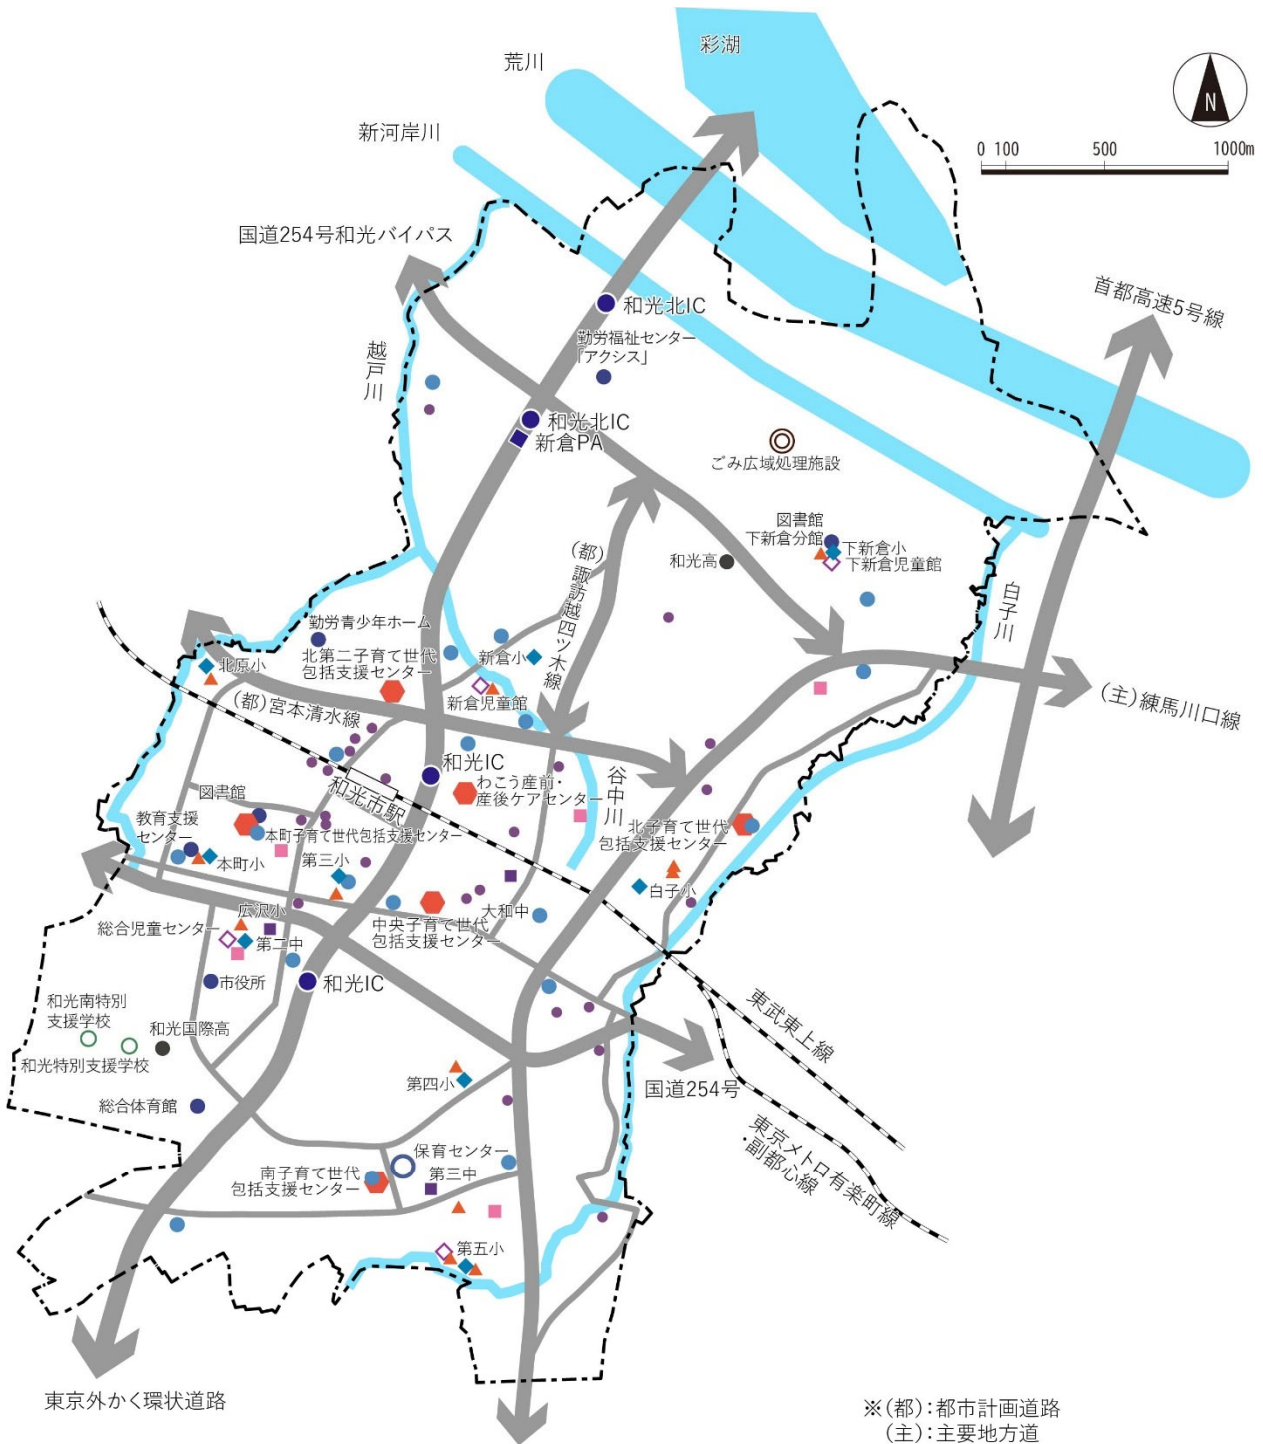 彩湖
荒川
新河岸川
N
0 100 500 1000m
国道254号和光バイパス
首都高速5号線
和光北IC
勤労福祉センター
「アクシス」
越戸川
和光北IC
新倉PA
ごみ広域処理施設
図書館
下新倉分館
下新倉小
下新倉児童館
和光高
(都)諏訪越四ツ木線
白子川
勤労青少年ホーム
北第二子育て世代
包括支援センター
新倉小
北原小
新倉児童館
(都)宮本清水線
(主)練馬川口線
和光IC
わこう産前・
産後ケアセンター
谷中川
和光市駅
図書館
教育支援
センター
本町子育て世代包括支援センター
北子育て世代
包括支援センター
本町小
第三小
白子小
広沢小
大和中
中央子育て世代
包括支援センター
総合児童センター
第二中
市役所
和光IC
和光南特別
支援学校
和光国際高
和光特別支援学校
東武東上線
国道254号
第四小
総合体育館
東京メトロ有楽町線
・副都心線
保育センター
南子育て世代
包括支援センター
第三中
第五小
東京外かく環状道路
※(都):都市計画道路
(主):主要地方道